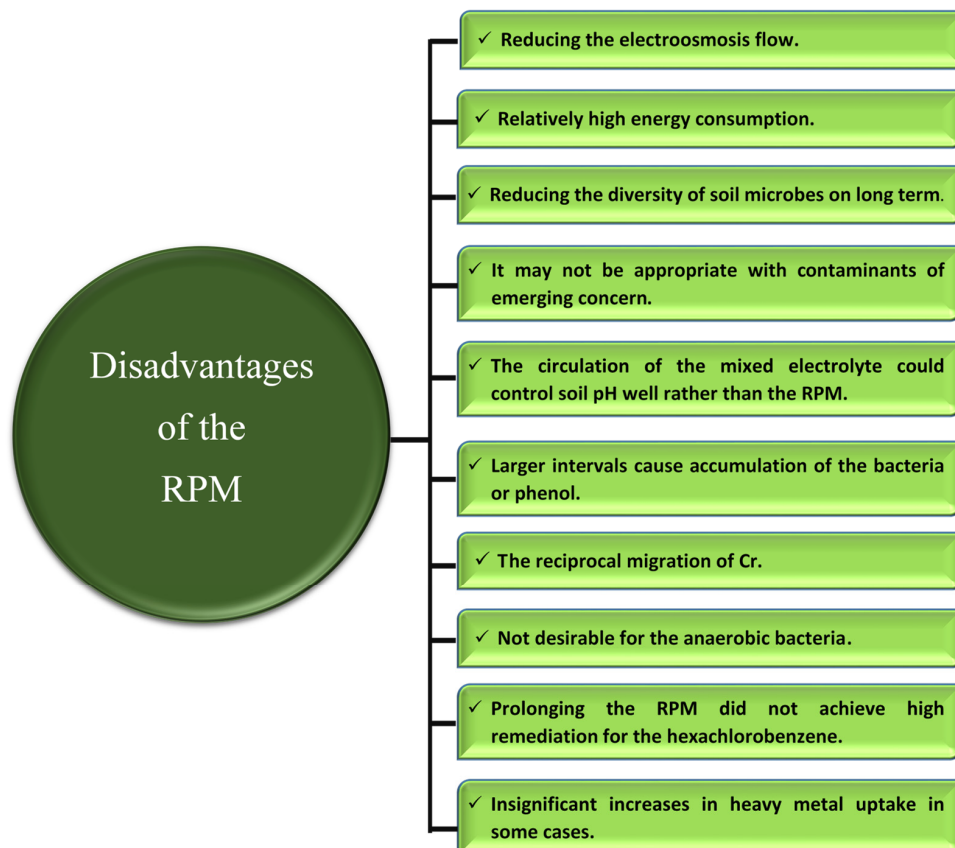 Disadvantages
of the
RPM
✓ Reducing the electroosmosis flow.
✓ Relatively high energy consumption.
✓ Reducing the diversity of soil microbes on long term.
✓ It may not be appropriate with contaminants of
emerging concern.
✓ The circulation of the mixed electrolyte could
control soil pH well rather than the RPM.
✓ Larger intervals cause accumulation of the bacteria
or phenol.
✓ The reciprocal migration of Cr.
✓ Not desirable for the anaerobic bacteria.
✓ Prolonging the RPM did not achieve high
remediation for the hexachlorobenzene.
✓ Insignificant increases in heavy metal uptake in
some cases.